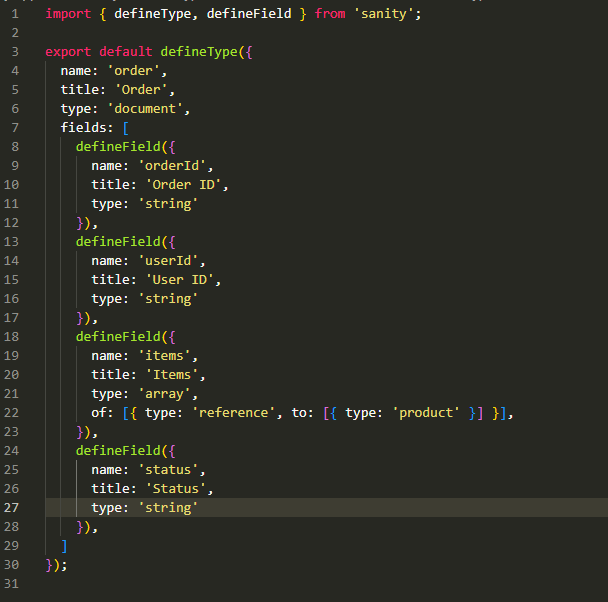 1 import { defineType, defineField } from 'sanity';
2
3 export default defineType({
4   name: 'order',
5   title: 'Order',
6   type: 'document',
7   fields: [
8     defineField({
9       name: 'orderId',
10       title: 'Order ID',
11       type: 'string'
12     }),
13     defineField({
14       name: 'userId',
15       title: 'User ID',
16       type: 'string'
17     }),
18     defineField({
19       name: 'items',
20       title: 'Items',
21       type: 'array',
22       of: [{ type: 'reference', to: [{ type: 'product' }] }],
23     }),
24     defineField({
25       name: 'status',
26       title: 'Status',
27       type: 'string'
28     }),
29   ]
30 });
31